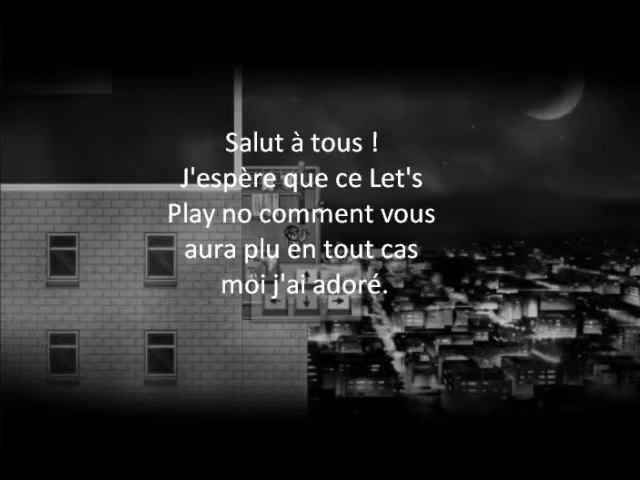 Salut à tous !
J'espère que ce Let's
Play no comment vous
aura plu en tout cas
moi j'ai adoré.